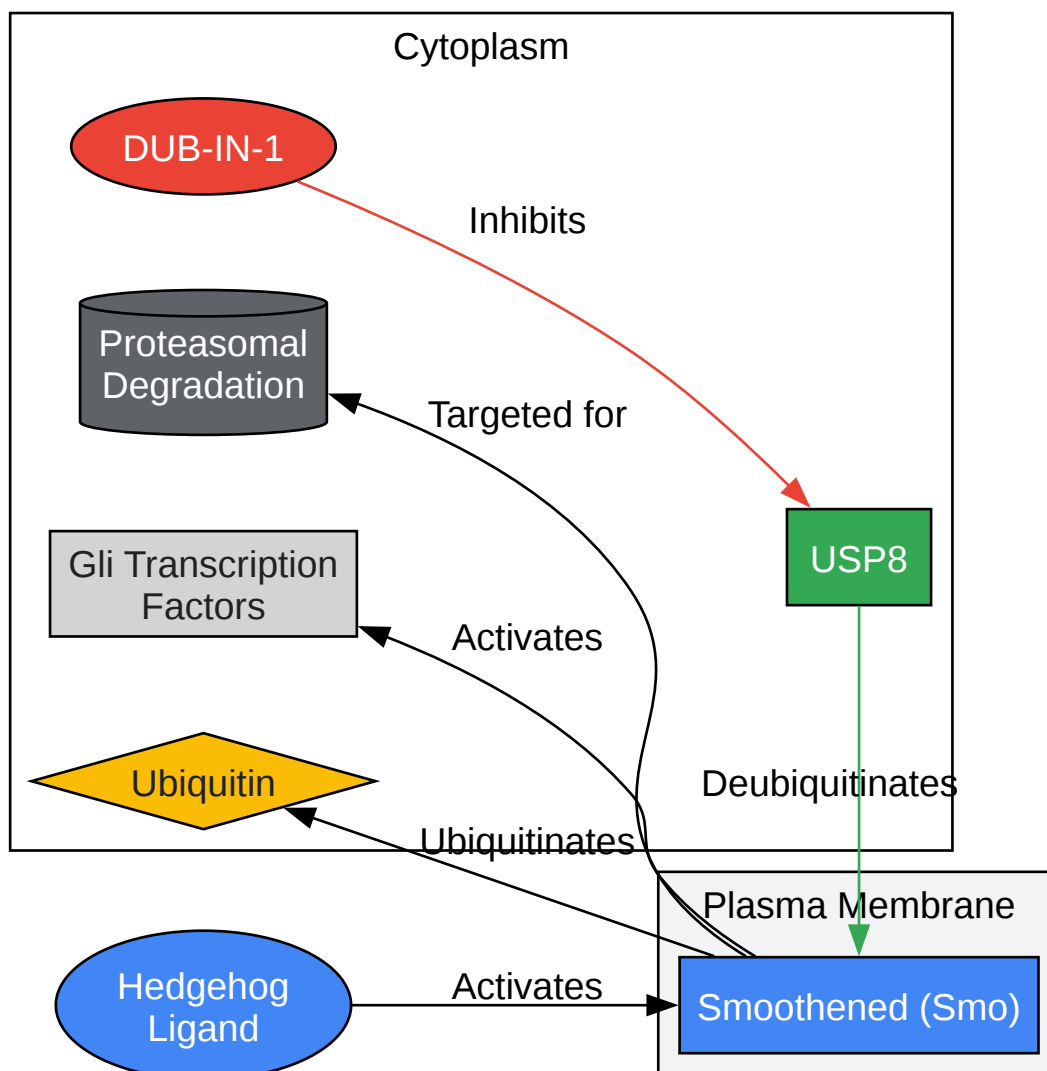 Cytoplasm
DUB-IN-1
Inhibits
Proteasomal
Degradation
Targeted for
USP8
Gli Transcription
Factors
Activates
Ubiquitin
Deubiquitinates
Ubiquitinates
Plasma Membrane
Hedgehog
Ligand
Activates
Smoothened (Smo)